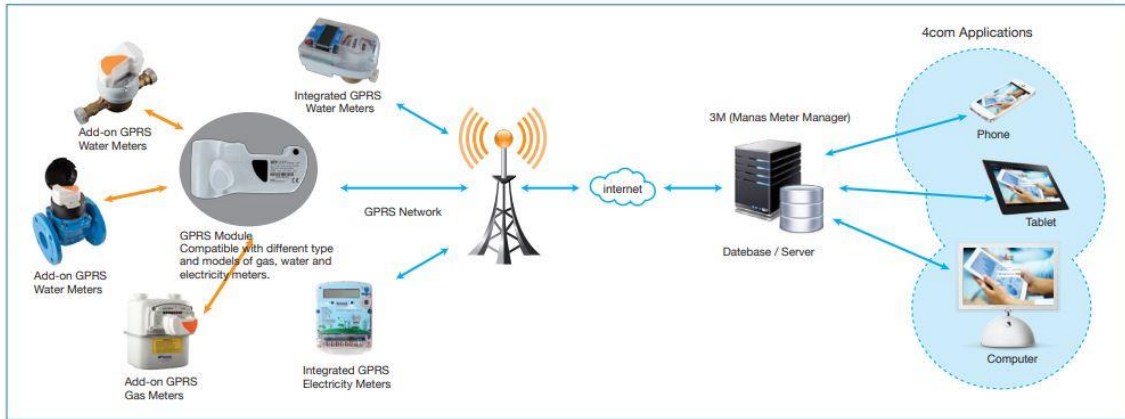 4com Applications
Integrated GPRS
Water Meters
3M (Manas Meter Manager)
Phone
Add-on GPRS
Water Meters
internet
GPRS Network
Tablet
GPRS Module
Compatible with different type
and models of gas, water and
electricity meters.
Datebase / Server
Add-on GPRS
Water Meters
Computer
Integrated GPRS
Electricity Meters
Add-on GPRS
Gas Meters